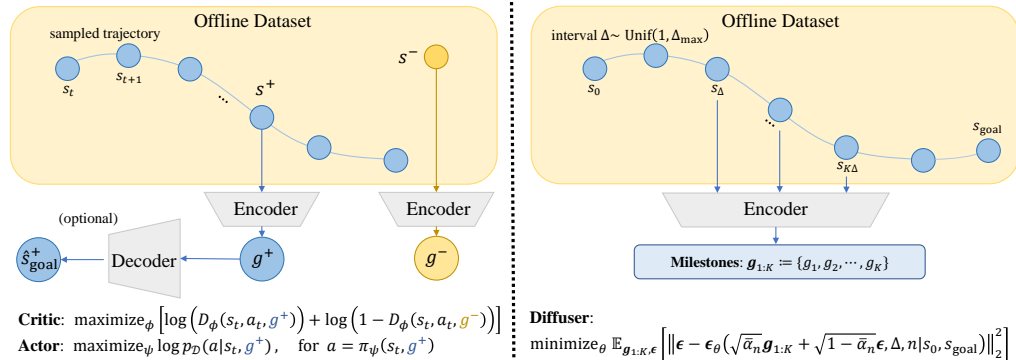 Offline Dataset
sampled trajectory
s_t
s_{t+1}
...
s^+
s^-
Encoder
Encoder
(optional)
ŝ^+_{goal}
Decoder
g^+
g^-
Critic: maximize_ϕ [log(D_ϕ(s_t, a_t, g^+)) + log(1 − D_ϕ(s_t, a_t, g^-))]
Actor: maximize_ψ log p_𝒟(a|s_t, g^+), for a = π_ψ(s_t, g^+)
Offline Dataset
interval Δ~ Unif(1, Δ_max)
s_0
s_Δ
...
s_{KΔ}
s_goal
Encoder
Milestones: g_{1:K} ≔ {g_1, g_2, ⋯, g_K}
Diffuser:
minimize_θ 𝔼_{g_{1:K},ϵ} [‖ϵ − ϵ_θ(√ᾱ_n g_{1:K} + √(1 − ᾱ_n) ϵ, Δ, n|s_0, s_goal)‖_2^2]